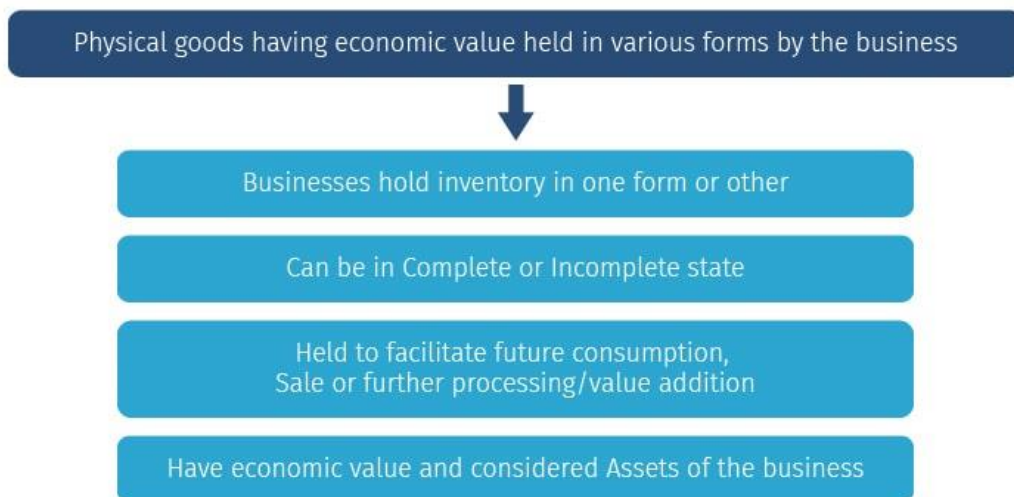 Physical goods having economic value held in various forms by the business
Businesses hold inventory in one form or other
Can be in Complete or Incomplete state
Held to facilitate future consumption,
Sale or further processing/value addition
Have economic value and considered Assets of the business